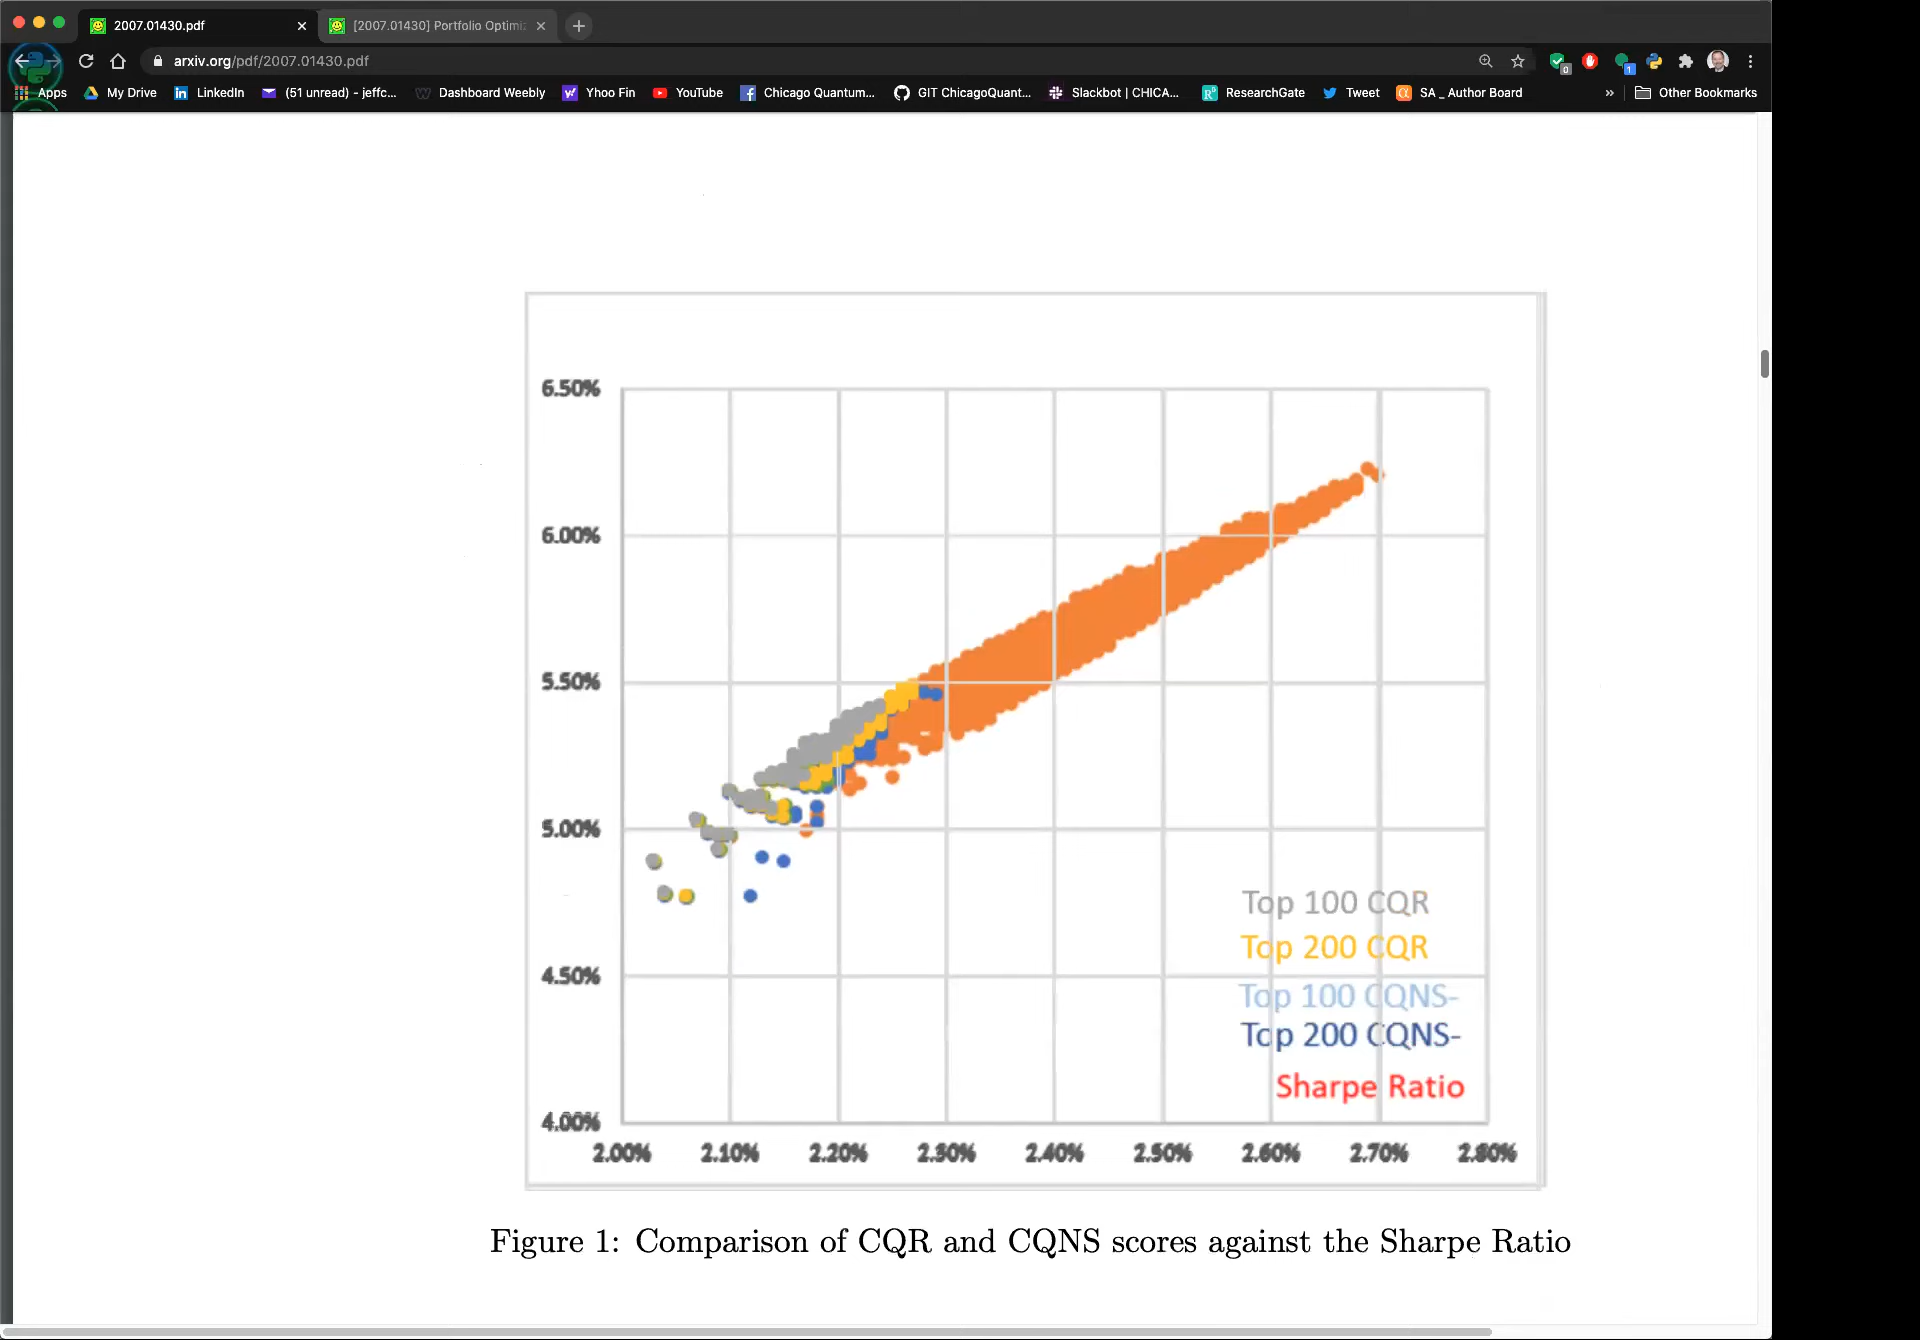 2007.01430.pdf
[2007.01430] Portfolio Optimi
arxiv.org/pdf/2007.01430.pdf
0
1
Apps
My Drive
LinkedIn
(51 unread) - jeffc...
Dashboard Weebly
Yhoo Fin
YouTube
Chicago Quantum...
GIT ChicagoQuant...
Slackbot | CHICA...
ResearchGate
Tweet
SA _ Author Board
»
Other Bookmarks
6.50%
6.00%
5.50%
5.00%
4.50%
4.00%
Top 100 CQR
Top 200 CQR
Top 100 CQNS-
Top 200 CQNS-
Sharpe Ratio
2.00% 2.10% 2.20% 2.30% 2.40% 2.50% 2.60% 2.70% 2.80%
Figure 1: Comparison of CQR and CQNS scores against the Sharpe Ratio